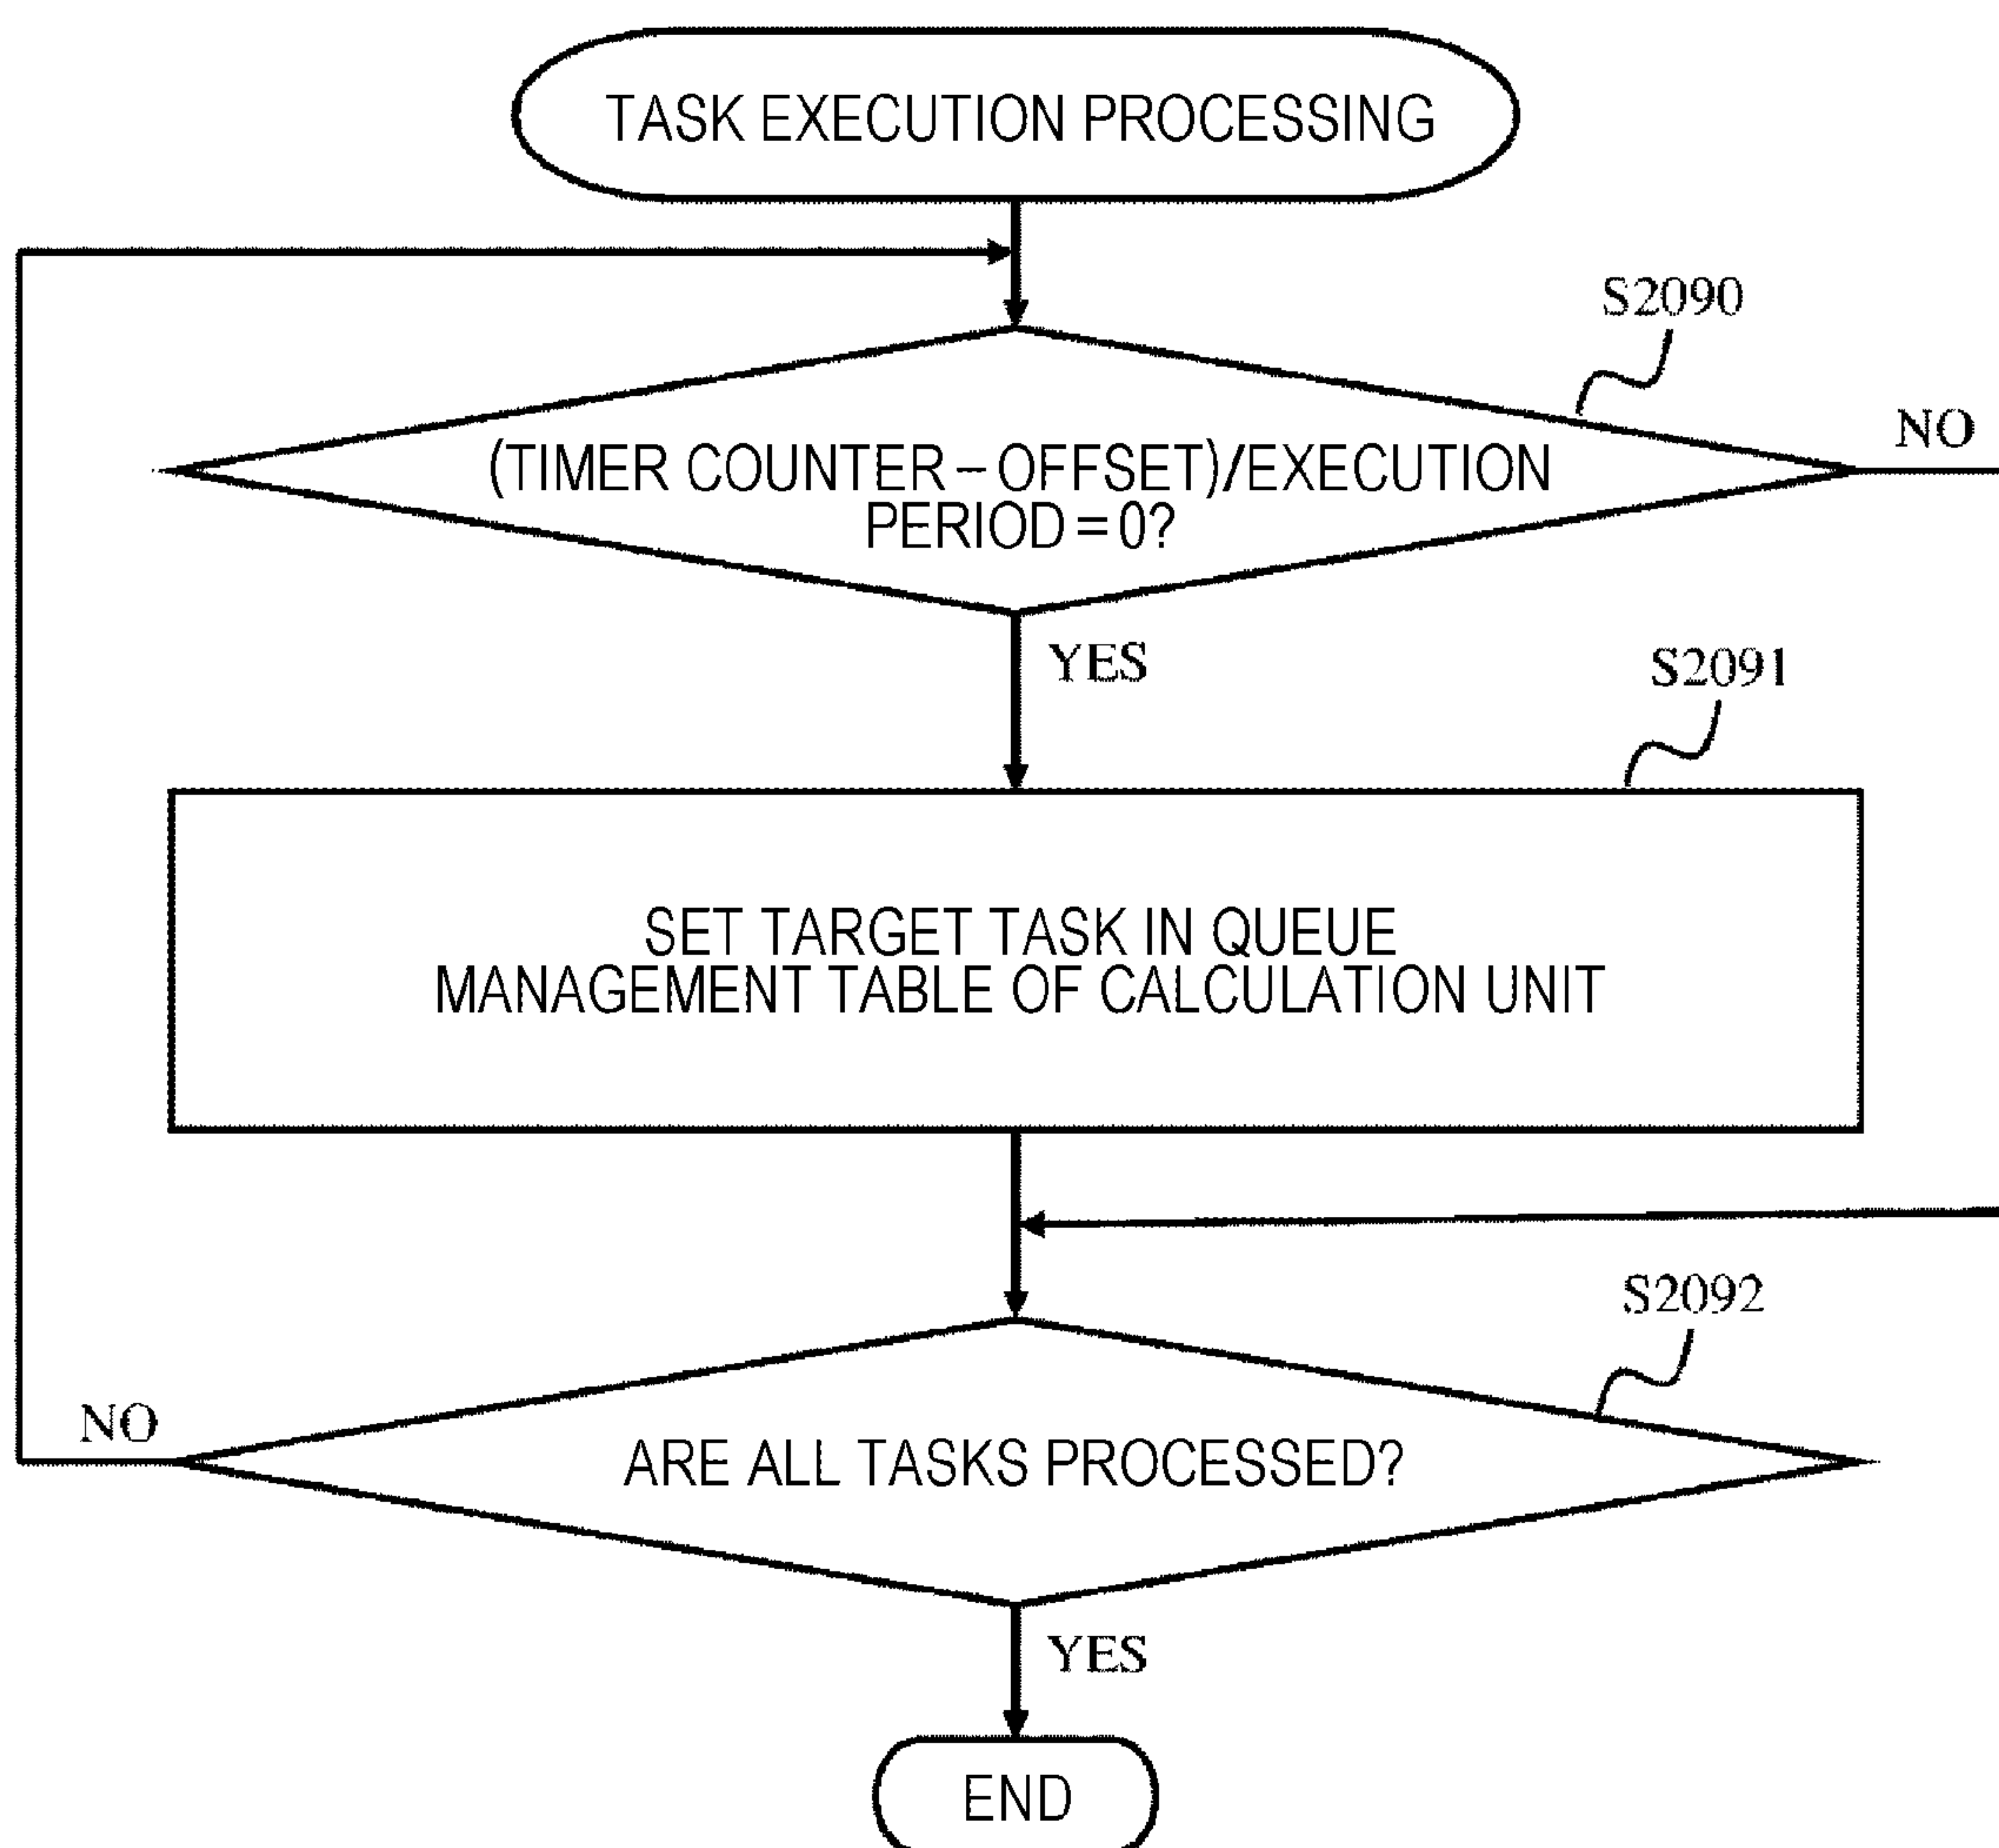 TASK EXECUTION PROCESSING
S2090
NO
(TIMER COUNTER – OFFSET)/EXECUTION
PERIOD = 0?
YES
S2091
SET TARGET TASK IN QUEUE
MANAGEMENT TABLE OF CALCULATION UNIT
S2092
NO
ARE ALL TASKS PROCESSED?
YES
END